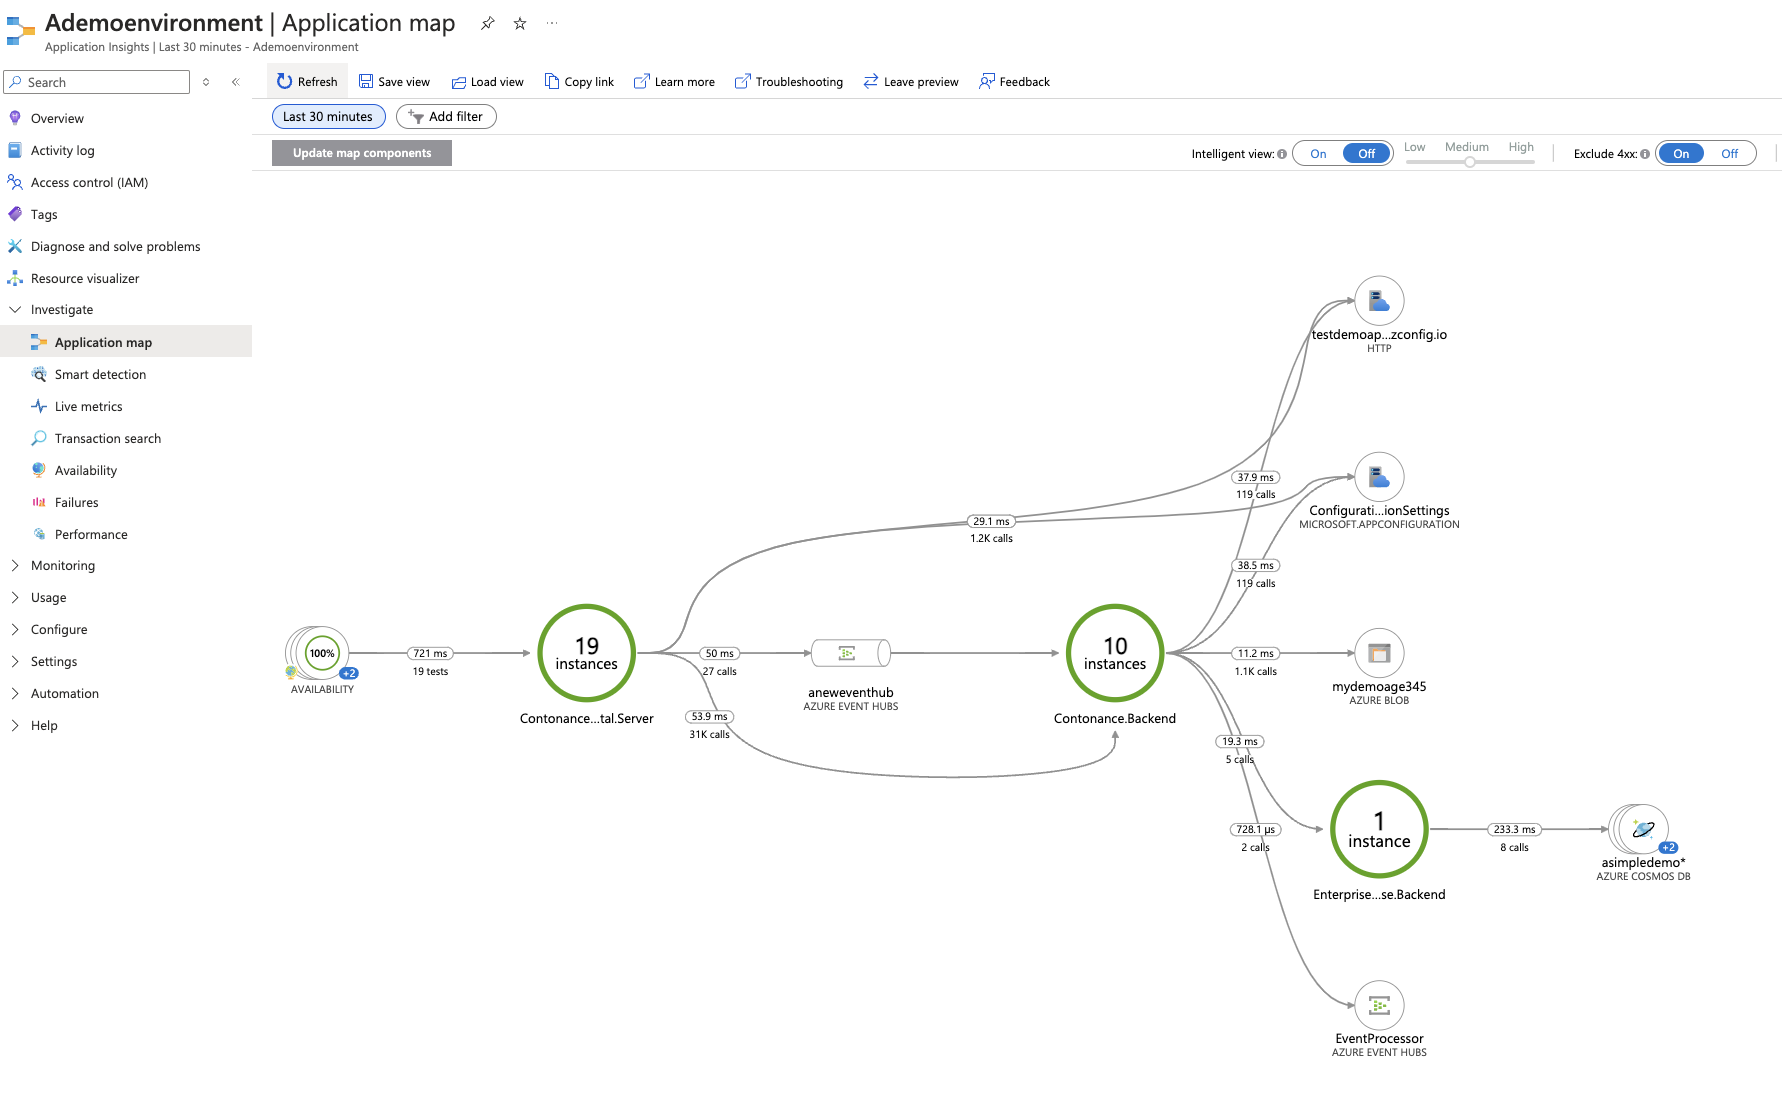 Ademoenvironment | Application map
Application Insights | Last 30 minutes - Ademoenvironment
Search
Refresh
Save view
Load view
Copy link
Learn more
Troubleshooting
Leave preview
Feedback
Overview
Activity log
Access control (IAM)
Tags
Diagnose and solve problems
Resource visualizer
Investigate
Application map
Smart detection
Live metrics
Transaction search
Availability
Failures
Performance
Monitoring
Usage
Configure
Settings
Automation
Help
Last 30 minutes
Add filter
Update map components
Intelligent view:
On
Off
Low
Medium
High
Exclude 4xx:
On
Off
testdemoap...zconfig.io
HTTP
37.9 ms
119 calls
Configurati...ionSettings
MICROSOFT.APPCONFIGURATION
29.1 ms
1.2K calls
38.5 ms
119 calls
100%
+2
AVAILABILITY
721 ms
19 tests
19
instances
Contonance...tal.Server
50 ms
27 calls
aneweventhub
AZURE EVENT HUBS
53.9 ms
31K calls
10
instances
Contonance.Backend
11.2 ms
1.1K calls
mydemoage345
AZURE BLOB
19.3 ms
5 calls
1
instance
Enterprise...se.Backend
233.3 ms
8 calls
+2
asimpledemo*
AZURE COSMOS DB
728.1 µs
2 calls
EventProcessor
AZURE EVENT HUBS